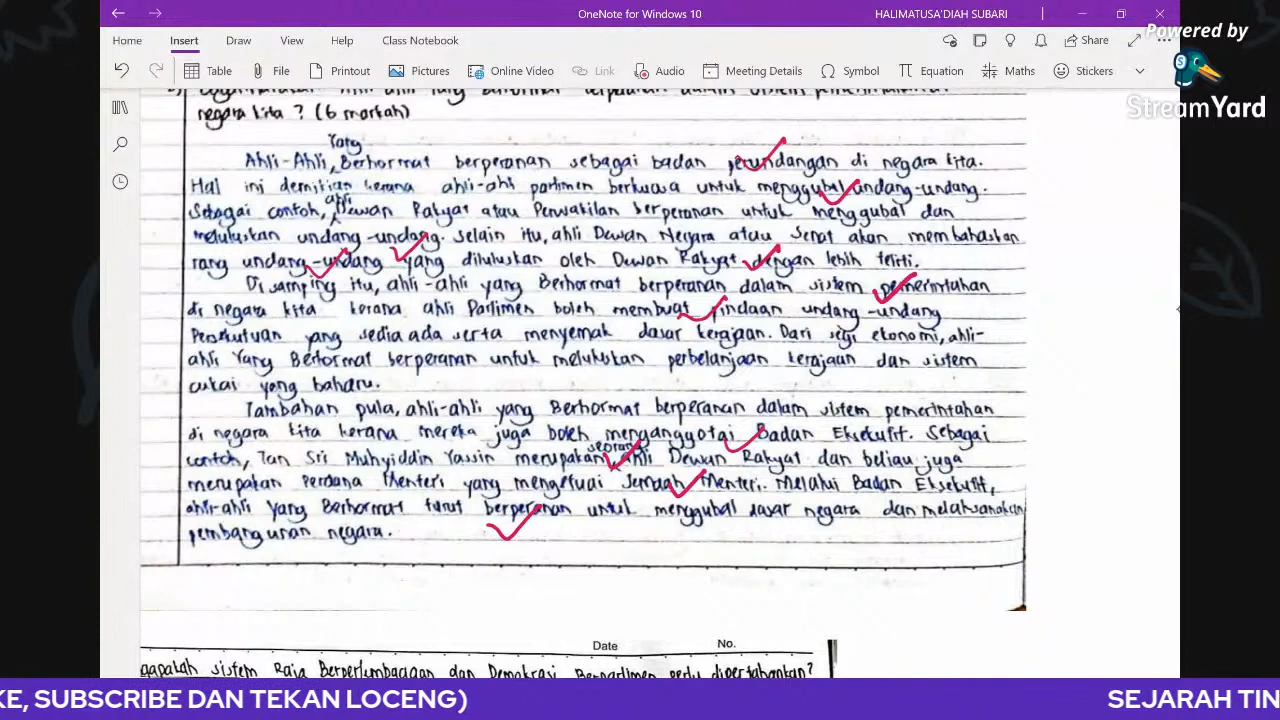 OneNote for Windows 10
HALIMATUSA'DIAH SUBARI
Powered by
StreamYard
Home Insert Draw View Help Class Notebook Share
Table File Printout Pictures Online Video Link Audio Meeting Details Symbol Equation Maths Stickers
negara kita ? (6 markah)
Yang
Ahli-Ahli Berhormat berperanan sebagai badan perundangan di negara kita.
Hal ini demikian kerana ahli-ahli parlimen berkuasa untuk menggubal undang-undang.
ahli
Sebagai contoh, Dewan Rakyat atau Perwakilan berperanan untuk menggubal dan
meluluskan undang-undang. Selain itu, ahli Dewan Negara atau Senat akan membahaskan
rang undang-undang yang diluluskan oleh Dewan Rakyat dengan lebih teliti.
Di samping itu, ahli-ahli yang Berhormat berperanan dalam sistem pemerintahan
di negara kita kerana ahli Parlimen boleh membuat pindaan undang-undang
Persekutuan yang sedia ada serta menyemak dasar kerajaan. Dari segi ekonomi, ahli-
ahli Yang Berhormat berperanan untuk meluluskan perbelanjaan kerajaan dan sistem
cukai yang baharu.
Tambahan pula, ahli-ahli yang Berhormat berperanan dalam sistem pemerintahan
di negara kita kerana mereka juga boleh menganggotai Badan Eksekutif. Sebagai
seorang
contoh, Tan Sri Muhyiddin Yassin merupakan ahli Dewan Rakyat dan beliau juga
merupakan Perdana Menteri yang mengetuai Jemaah Menteri. Melalui Badan Eksekutif,
ahli-ahli yang Berhormat turut berperanan untuk menggubal dasar negara dan melaksanakan
pembangunan negara.
Date No.
sistem Raja Berperlembagaan dan Demokrasi Berparlimen perlu dipertahankan?
KE, SUBSCRIBE DAN TEKAN LOCENG)
SEJARAH TIN